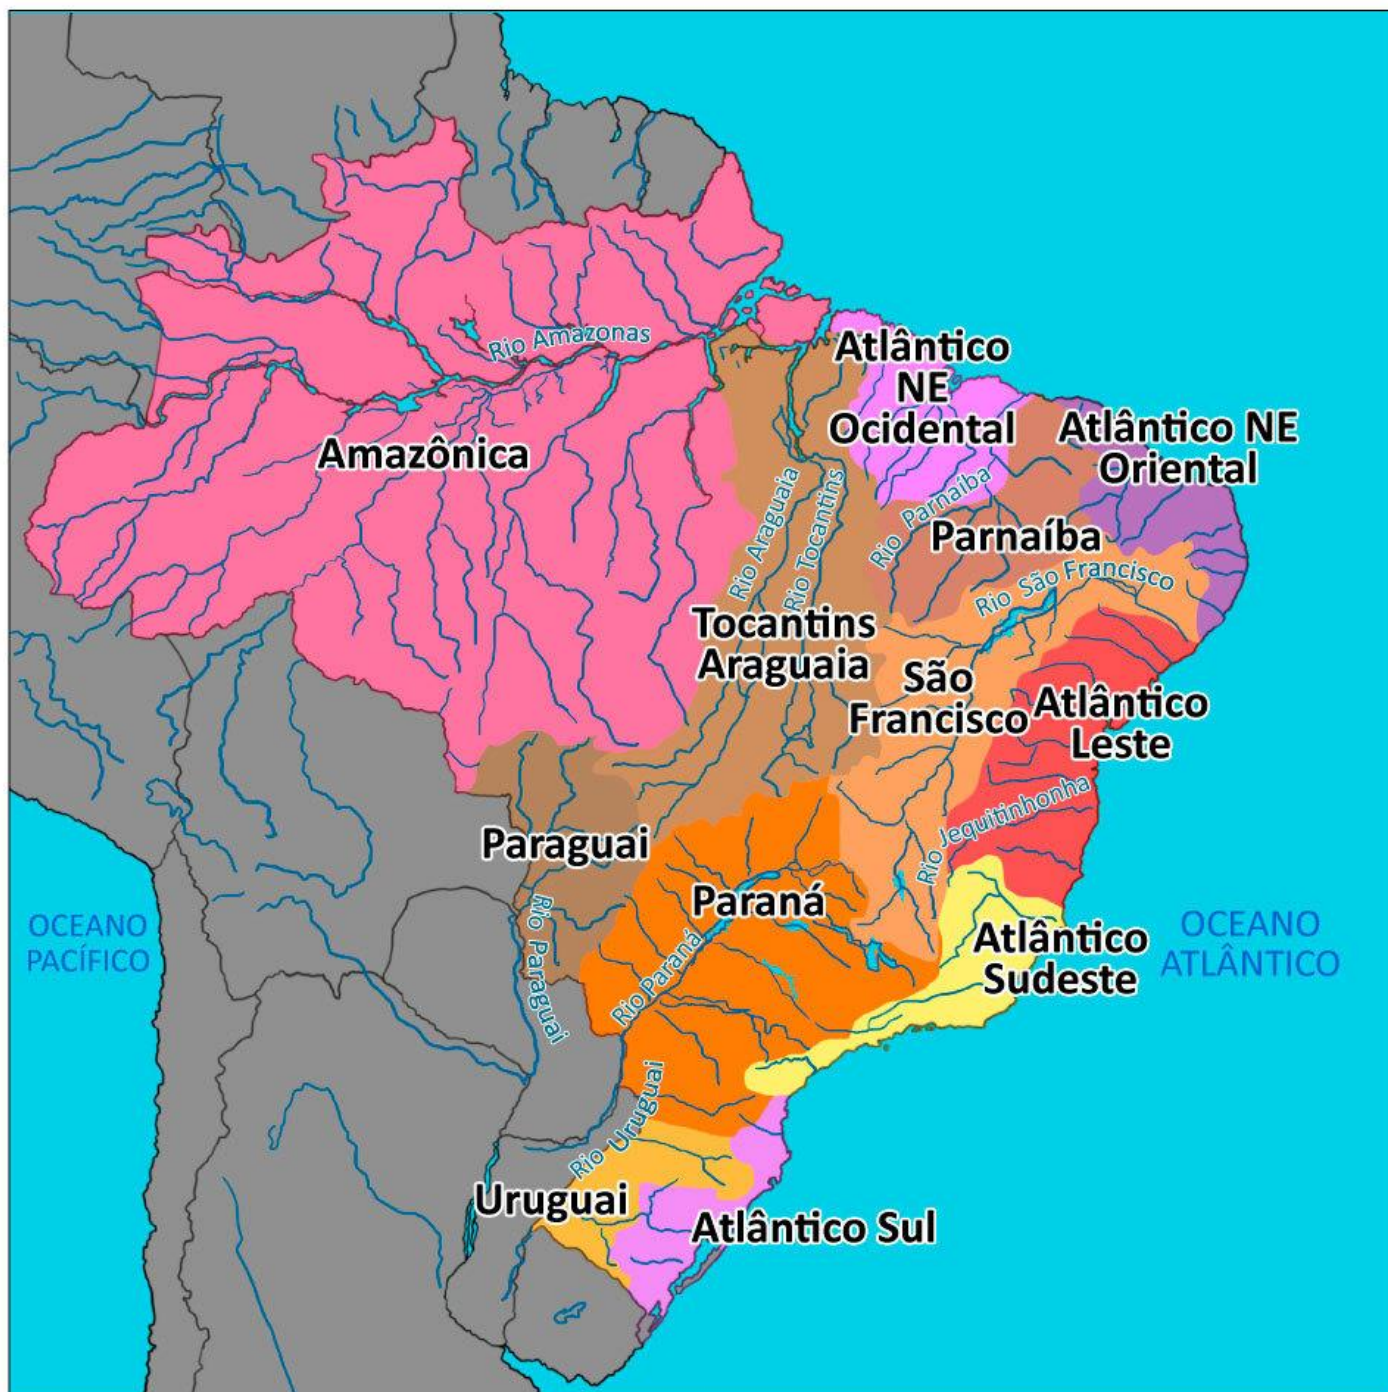 Rio Amazonas
Atlântico
NE
Ocidental
Atlântico NE
Oriental
Amazônica
Rio Araguaia
Rio Tocantins
Rio Parnaíba
Parnaíba
Rio São Francisco
Tocantins
Araguaia
São
Francisco
Atlântico
Leste
Rio Jequitinhonha
Paraguai
Paraná
Rio Paraguai
Rio Paraná
OCEANO
PACÍFICO
Atlântico
Sudeste
OCEANO
ATLÂNTICO
Rio Uruguai
Uruguai
Atlântico Sul